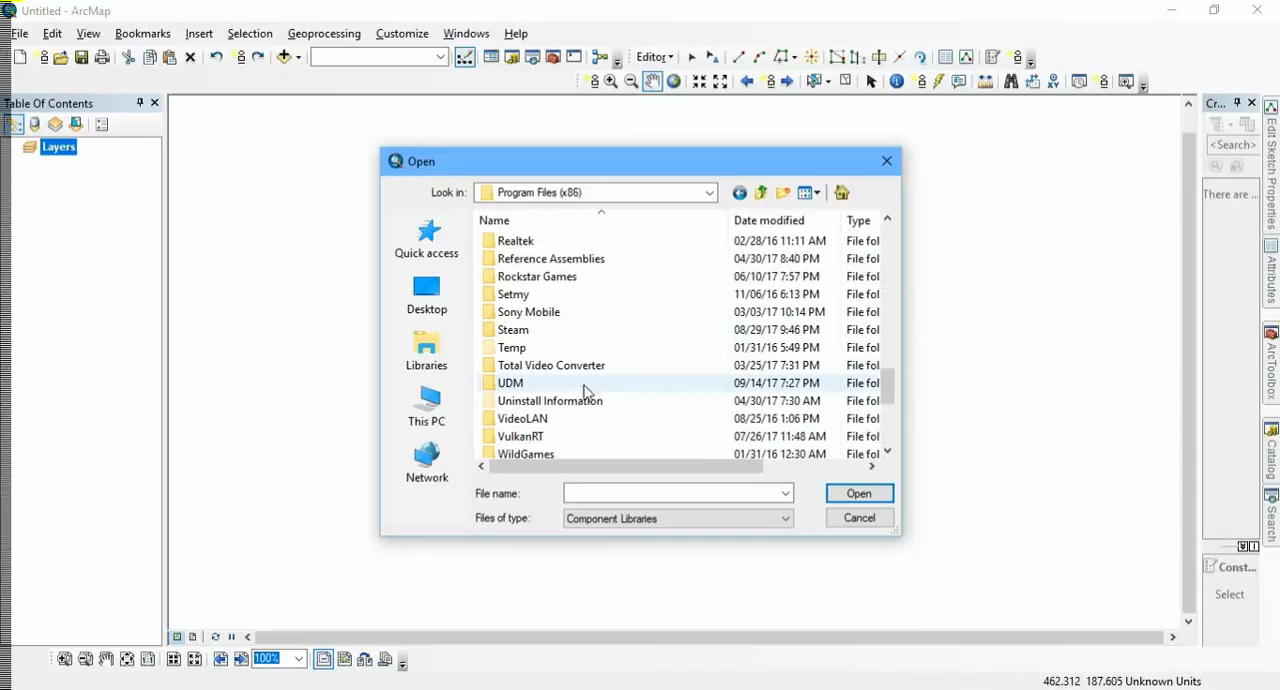 Untitled - ArcMap
File Edit View Bookmarks Insert Selection Geoprocessing Customize Windows Help
Editor
Table Of Contents
Layers
Open
Look in: Program Files (x86)
Quick access
Desktop
Libraries
This PC
Network
Name Date modified Type
Realtek 02/28/16 11:11 AM File fol
Reference Assemblies 04/30/17 8:40 PM File fol
Rockstar Games 06/10/17 7:57 PM File fol
Setmy 11/06/16 6:13 PM File fol
Sony Mobile 03/03/17 10:14 PM File fol
Steam 08/29/17 9:46 PM File fol
Temp 01/31/16 5:49 PM File fol
Total Video Converter 03/25/17 7:31 PM File fol
UDM 09/14/17 7:27 PM File fol
Uninstall Information 04/30/17 7:30 AM File fol
VideoLAN 08/25/16 1:06 PM File fol
VulkanRT 07/26/17 11:48 AM File fol
WildGames 01/31/16 12:30 AM File fol
File name: Open
Files of type: Component Libraries Cancel
Cr...
<Search>
There are ...
Const...
Select
Edit Sketch Properties
Attributes
ArcToolbox
Catalog
Search
100%
462.312 187.605 Unknown Units